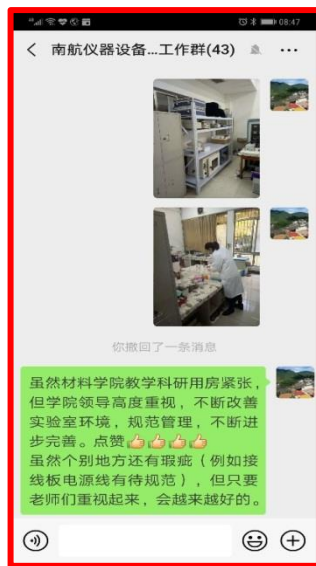 08:47
南航仪器设备...工作群(43)
你撤回了一条消息
虽然材料学院教学科研用房紧张，
但学院领导高度重视，不断改善
实验室环境，规范管理，不断进
步完善。点赞👍👍👍👍
虽然个别地方还有瑕疵（例如接
线板电源线有待规范），但只要
老师们重视起来，会越来越好的。